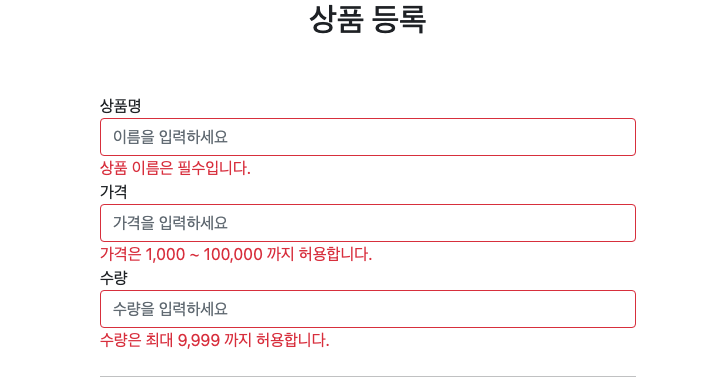 상품 등록
상품명
이름을 입력하세요
상품 이름은 필수입니다.
가격
가격을 입력하세요
가격은 1,000 ~ 100,000 까지 허용합니다.
수량
수량을 입력하세요
수량은 최대 9,999 까지 허용합니다.